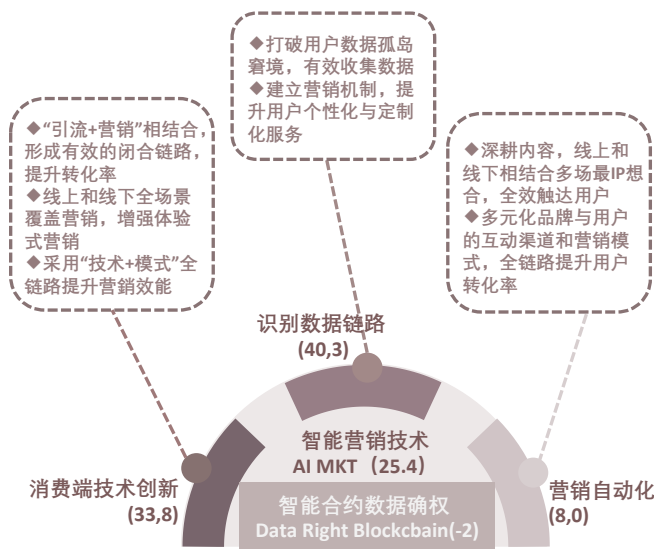 ◆打破用户数据孤岛
窘境，有效收集数据
◆建立营销机制，提
升用户个性化与定制
化服务
◆“引流+营销”相结合，
形成有效的闭合链路，
提升转化率
◆线上和线下全场景
覆盖营销，增强体验
式营销
◆采用“技术+模式”全
链路提升营銷效能
◆深耕内容，线上和
线下相结合多场最IP想
合，全效触达用户
◆多元化品牌与用户
的互动渠道和营销模
式，全链路提升用户
转化率
识别数据链路
(40,3)
智能营销技术
AI MKT（25.4）
消费端技术创新
(33,8)
营销自动化
(8,0)
智能合约数据确权
Data Right Blockcbain(-2)